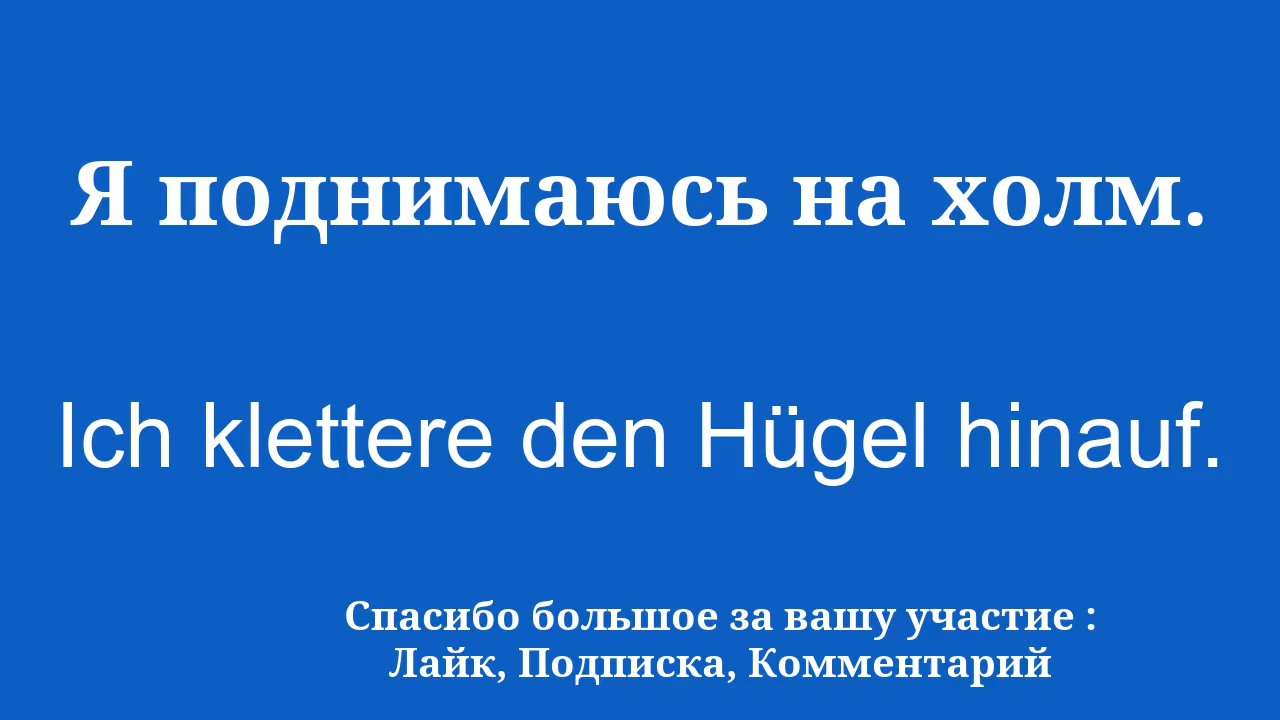 Я поднимаюсь на холм.
Ich klettere den Hügel hinauf.
Спасибо большое за вашу участие :
Лайк, Подписка, Комментарий